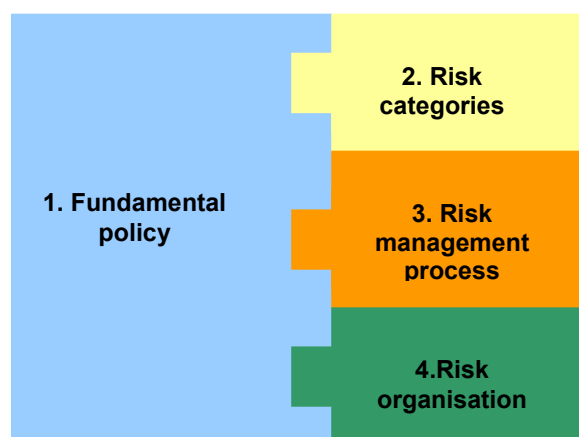 1. Fundamental
policy
2. Risk
categories
3. Risk
management
process
4.Risk
organisation